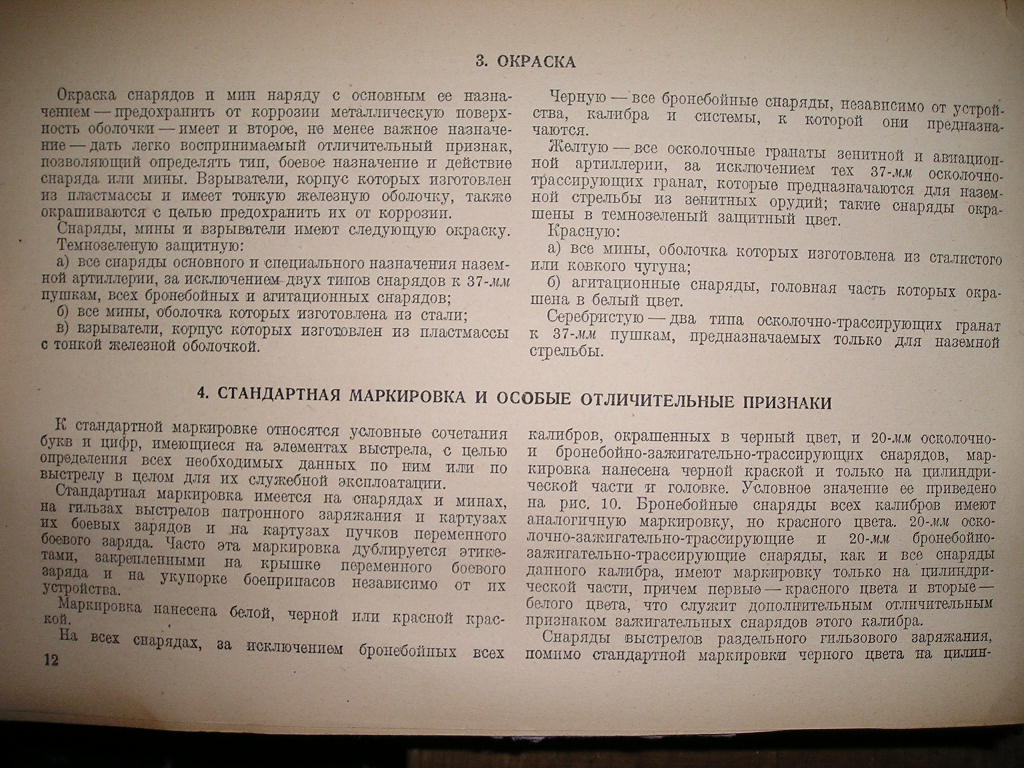 3. ОКРАСКА
Окраска снарядов и мин наряду с основным ее назна-
чением — предохранить от коррозии металлическую поверх-
ность оболочки — имеет и второе, не менее важное назначе-
ние — дать легко воспринимаемый отличительный признак,
позволяющий определять тип, боевое назначение и действие
снаряда или мины. Взрыватели, корпус которых изготовлен
из пластмассы и имеет тонкую железную оболочку, также
окрашиваются с целью предохранить их от коррозии.
Снаряды, мины и взрыватели имеют следующую окраску.
Темнозеленую защитную:
а) все снаряды основного и специального назначения назем-
ной артиллерии, за исключением двух типов снарядов к 37-мм
пушкам, всех бронебойных и агитационных снарядов;
б) все мины, оболочка которых изготовлена из стали;
в) взрыватели, корпус которых изготовлен из пластмассы
с тонкой железной оболочкой.
Черную — все бронебойные снаряды, независимо от устрой-
ства, калибра и системы, к которой они предназна-
чаются.
Желтую — все осколочные гранаты зенитной и авиацион-
ной артиллерии, за исключением тех 37-мм осколочно-
трассирующих гранат, которые предназначаются для назем-
ной стрельбы из зенитных орудий; такие снаряды окра-
шены в темнозеленый защитный цвет.
Красную:
а) все мины, оболочка которых изготовлена из сталистого
или ковкого чугуна;
б) агитационные снаряды, головная часть которых окра-
шена в белый цвет.
Серебристую — два типа осколочно-трассирующих гранат
к 37-мм пушкам, предназначаемых только для наземной
стрельбы.
4. СТАНДАРТНАЯ МАРКИРОВКА И ОСОБЫЕ ОТЛИЧИТЕЛЬНЫЕ ПРИЗНАКИ
К стандартной маркировке относятся условные сочетания
букв и цифр, имеющиеся на элементах выстрела, с целью
определения всех необходимых данных по ним или по
выстрелу в целом для их служебной эксплоатации.
Стандартная маркировка имеется на снарядах и минах,
на гильзах выстрелов патронного заряжания и картузах
их боевых зарядов и на картузах пучков переменного
боевого заряда. Часто эта маркировка дублируется этике-
тами, закрепленными на крышке переменного боевого
заряда и на укупорке боеприпасов независимо от их
устройства.
Маркировка нанесена белой, черной или красной крас-
кой.
На всех снарядах, за исключением бронебойных всех
12
калибров, окрашенных в черный цвет, и 20-мм осколочно-
и бронебойно-зажигательно-трассирующих снарядов, мар-
кировка нанесена черной краской и только на цилиндри-
ческой части и головке. Условное значение ее приведено
на рис. 10. Бронебойные снаряды всех калибров имеют
аналогичную маркировку, но красного цвета. 20-мм оско-
лочно-зажигательно-трассирующие и 20-мм бронебойно-
зажигательно-трассирующие снаряды, как и все снаряды
данного калибра, имеют маркировку только на цилиндри-
ческой части, причем первые — красного цвета и вторые —
белого цвета, что служит дополнительным отличительным
признаком зажигательных снарядов этого калибра.
Снаряды выстрелов раздельного гильзового заряжания,
помимо стандартной маркировки черного цвета на цилин-